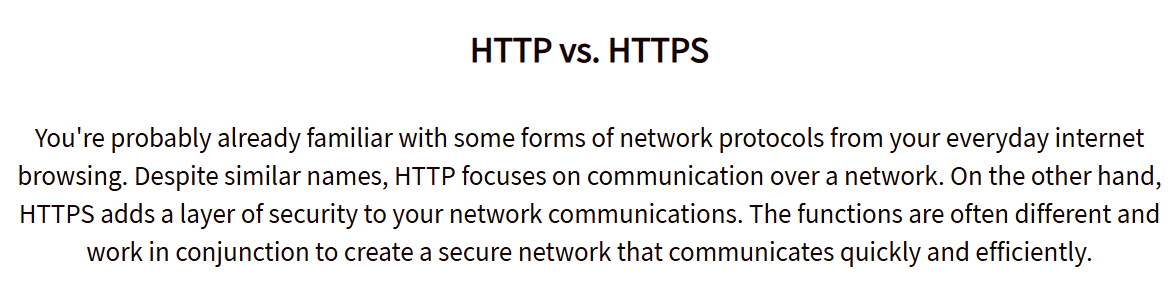 HTTP vs. HTTPS
You're probably already familiar with some forms of network protocols from your everyday internet
browsing. Despite similar names, HTTP focuses on communication over a network. On the other hand,
HTTPS adds a layer of security to your network communications. The functions are often different and
work in conjunction to create a secure network that communicates quickly and efficiently.